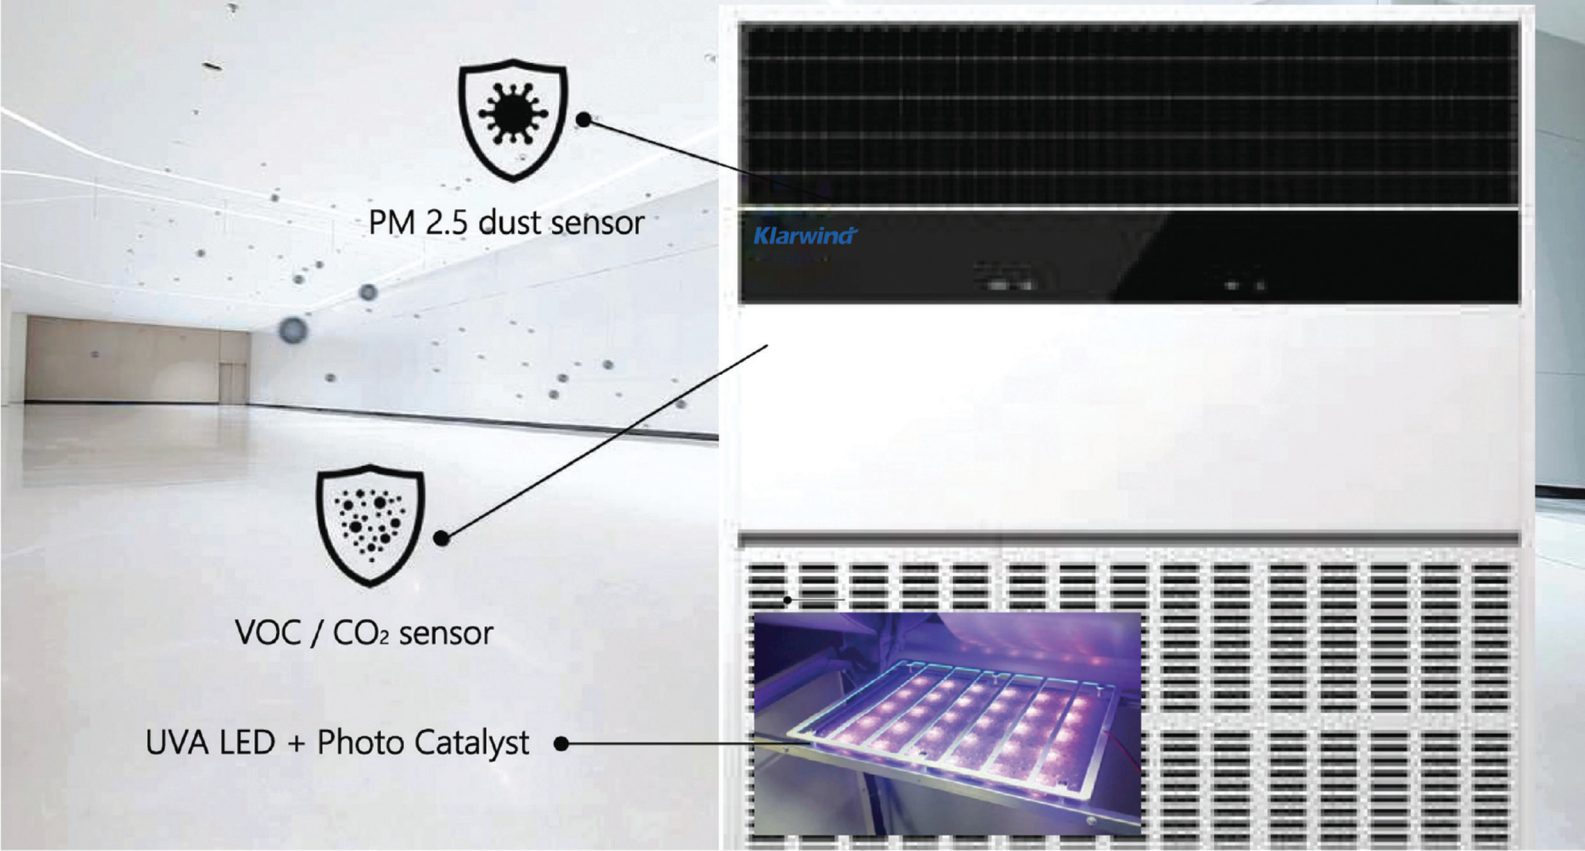 PM 2.5 dust sensor
Klarwind
VOC / CO₂ sensor
UVA LED + Photo Catalyst